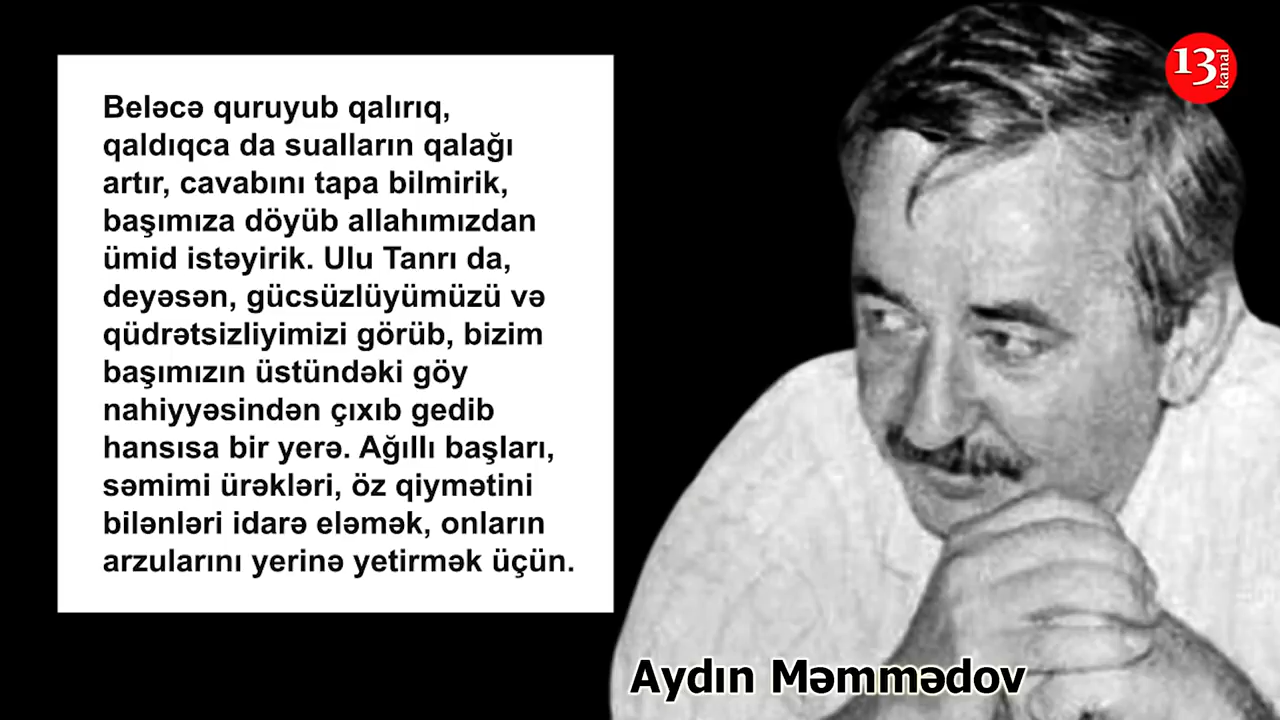 Beləcə quruyub qalırıq,
qaldıqca da sualların qalağı
artır, cavabını tapa bilmirik,
başımıza döyüb allahımızdan
ümid istəyirik. Ulu Tanrı da,
deyəsən, gücsüzlüyümüzü və
qüdrətsizliyimizi görüb, bizim
başımızın üstündəki göy
nahiyyəsindən çıxıb gedib
hansısa bir yerə. Ağıllı başları,
səmimi ürəkləri, öz qiymətini
bilənləri idarə eləmək, onların
arzularını yerinə yetirmək üçün.
13 kanal
Aydın Məmmədov